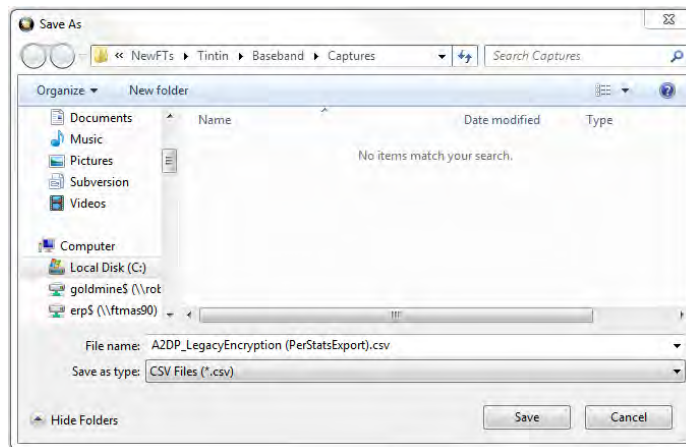 Save As
« NewFTs ▸ Tintin ▸ Baseband ▸ Captures
Search Captures
Organize
New folder
Name
Date modified
Type
Documents
Music
Pictures
Subversion
Videos
No items match your search.
Computer
Local Disk (C:)
goldmine$ (\\rot
erp$ (\\ftmas90)
File name: A2DP_LegacyEncryption (PerStatsExport).csv
Save as type: CSV Files (*.csv)
Hide Folders
Save
Cancel